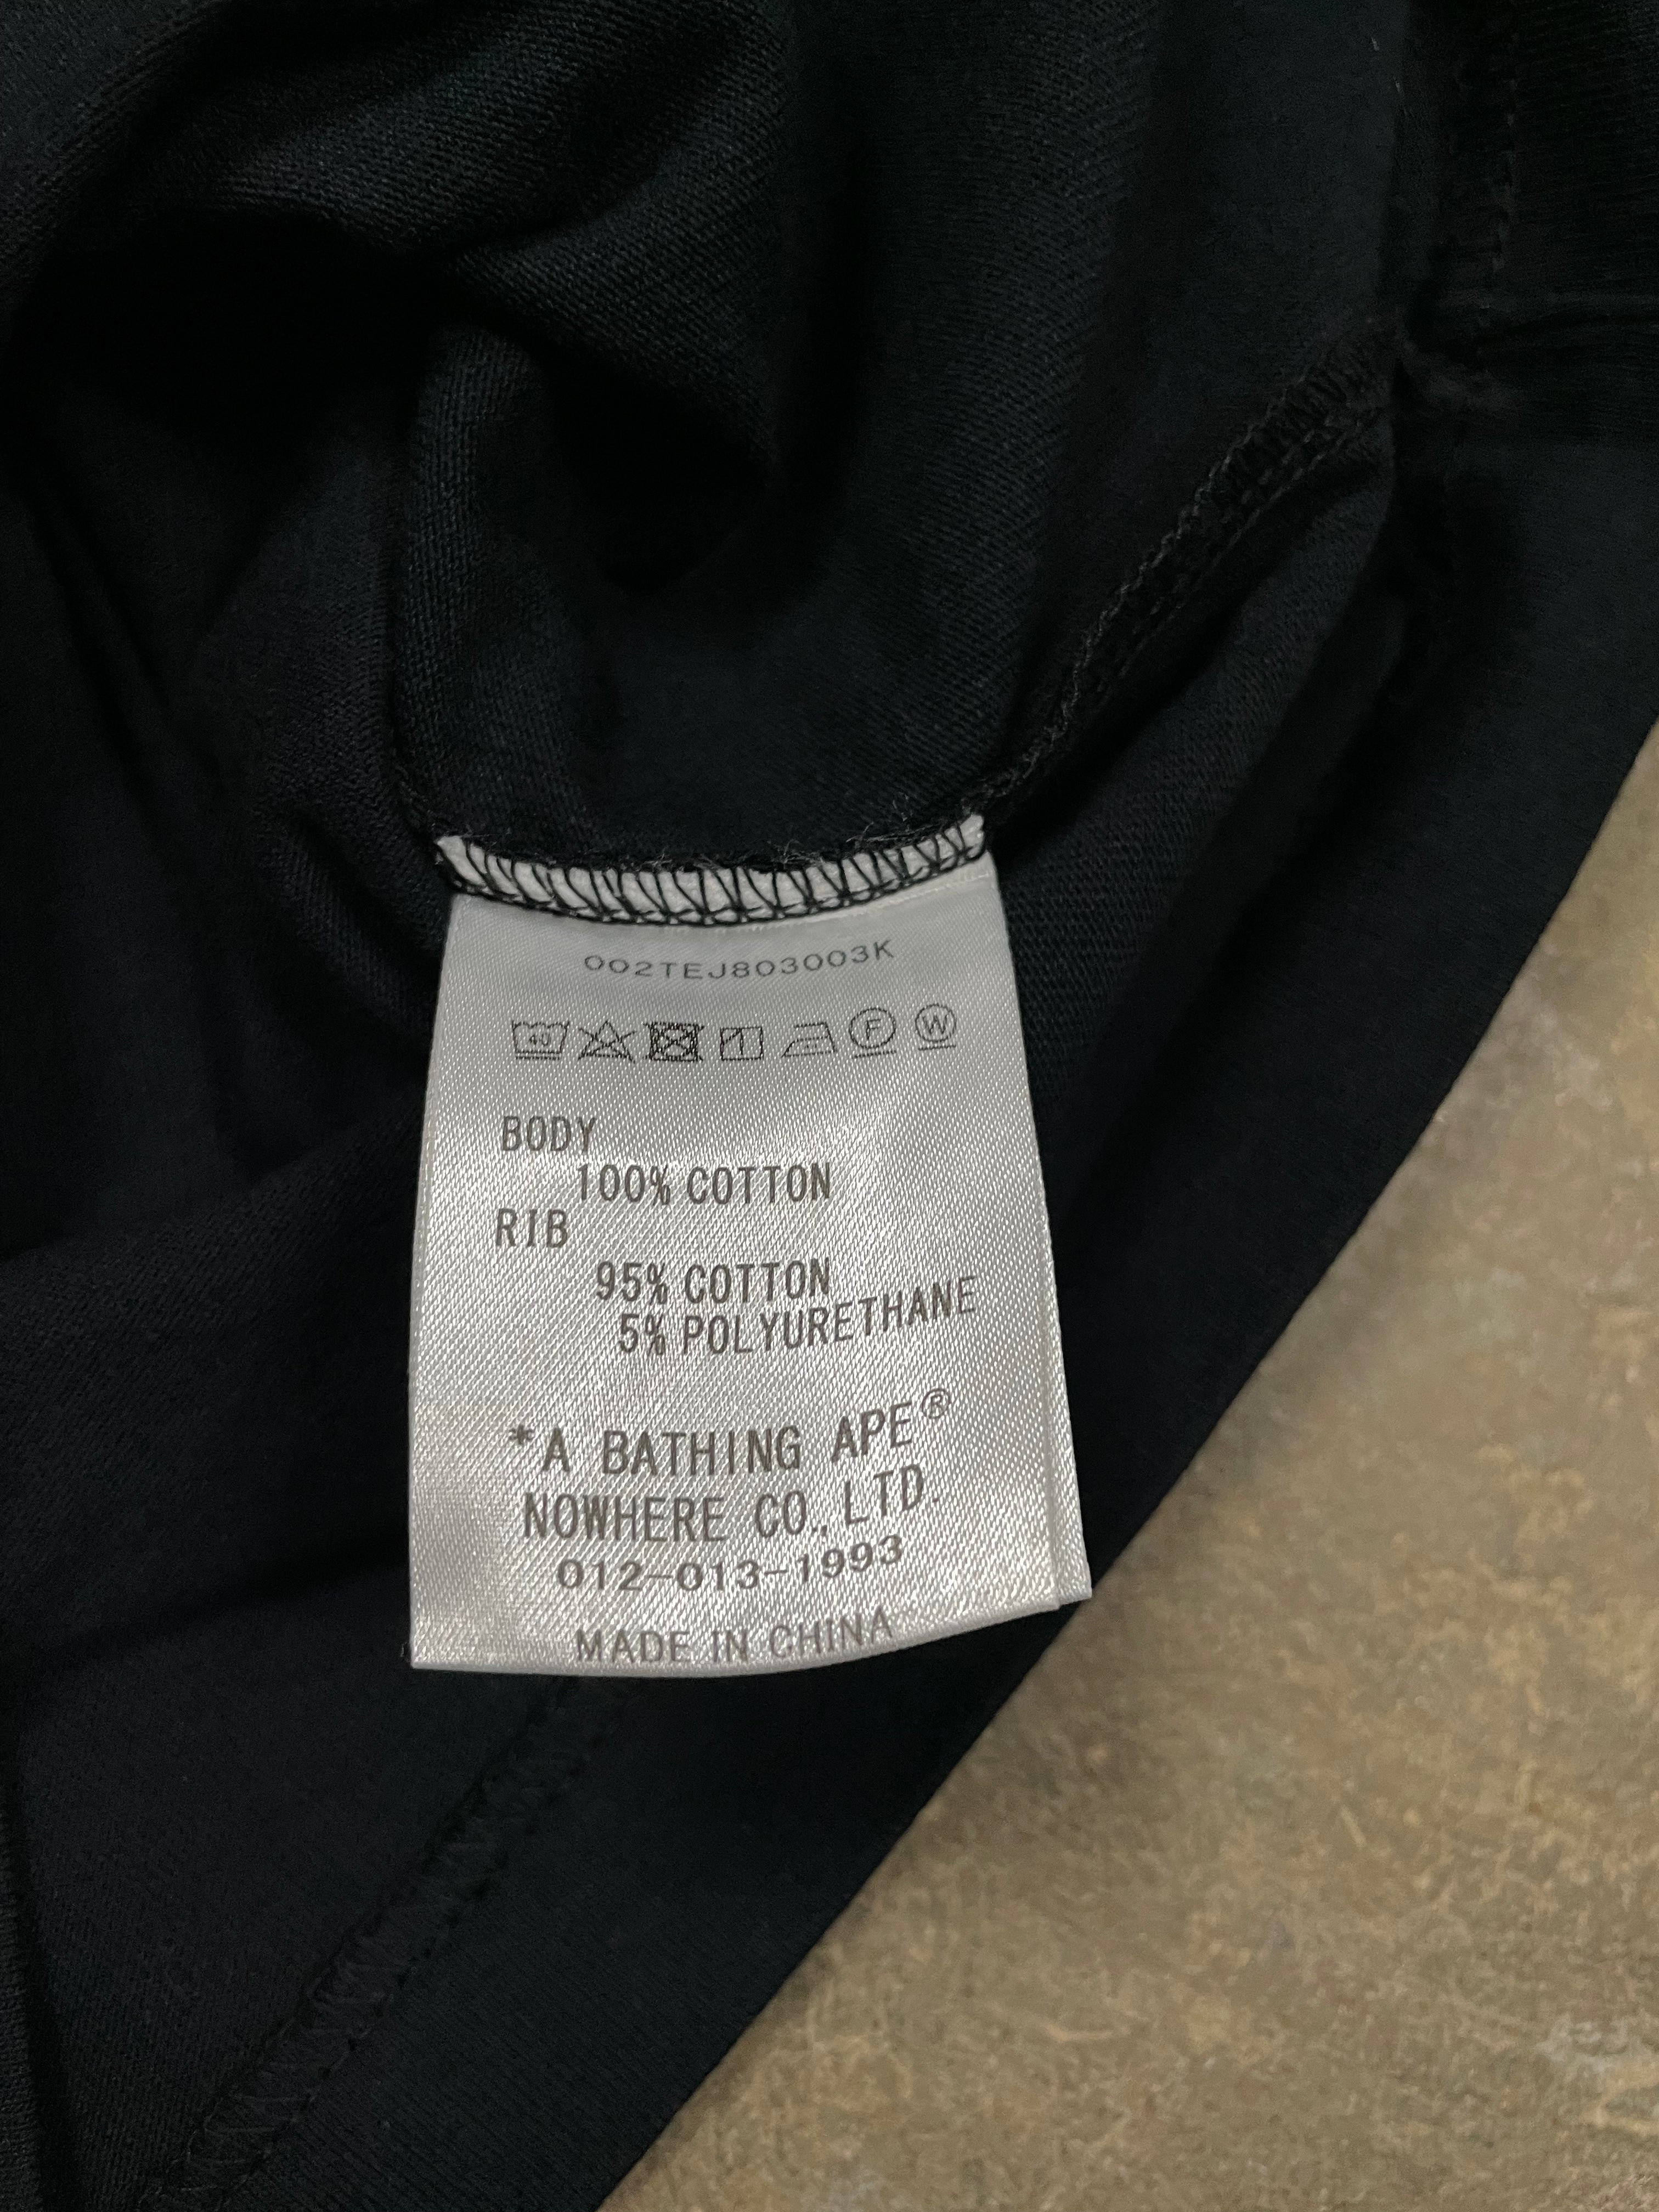 002TEJ803003K
40 F W
BODY
100% COTTON
RIB
95% COTTON
5% POLYURETHANE
*A BATHING APE®
NOWHERE CO., LTD.
012-013-1993
MADE IN CHINA